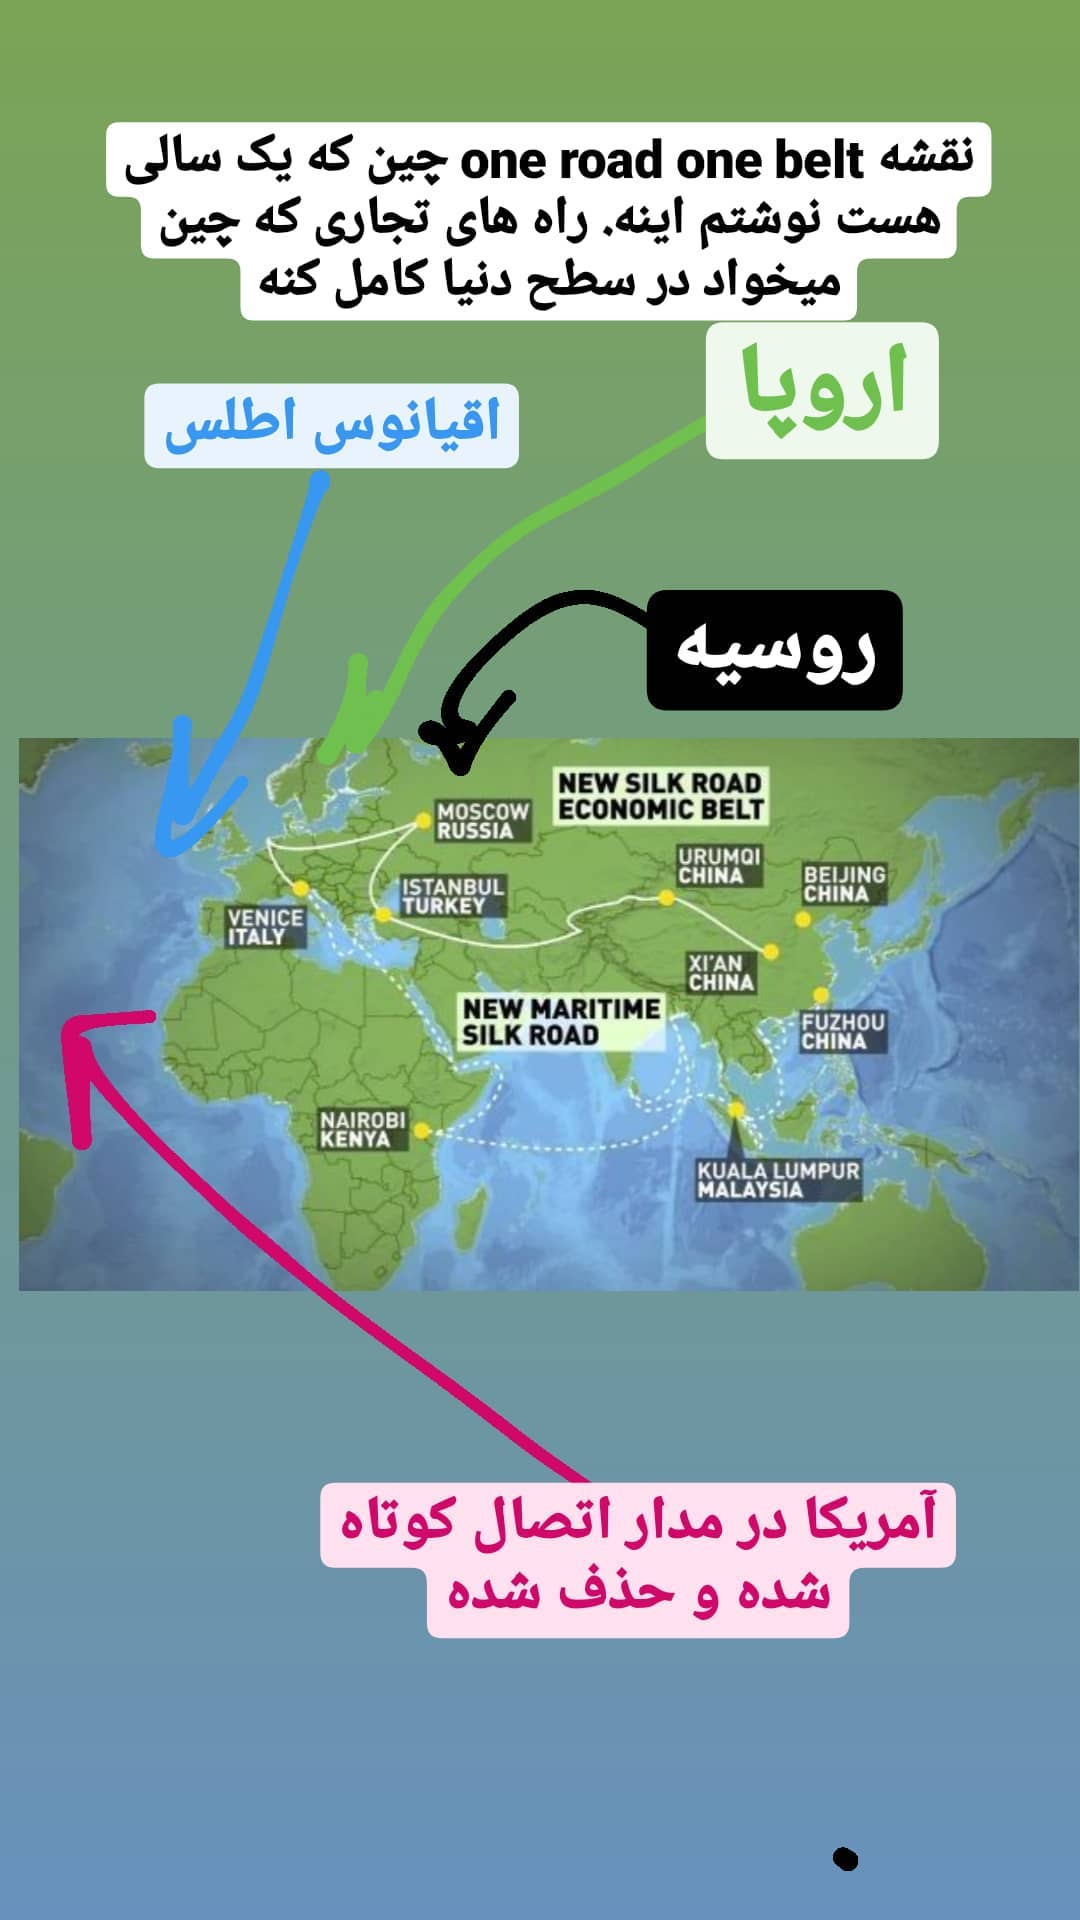 نقشه one road one belt چین که یک سالی
هست نوشتم اینه. راه های تجاری که چین
میخواد در سطح دنیا کامل کنه
اروپا
اقیانوس اطلس
روسیه
NEW SILK ROAD
ECONOMIC BELT
MOSCOW
RUSSIA
URUMQI
CHINA
BEIJING
CHINA
ISTANBUL
TURKEY
VENICE
ITALY
XI'AN
CHINA
NEW MARITIME
SILK ROAD
FUZHOU
CHINA
NAIROBI
KENYA
KUALA LUMPUR
MALAYSIA
آمریکا در مدار اتصال کوتاه
شده و حذف شده